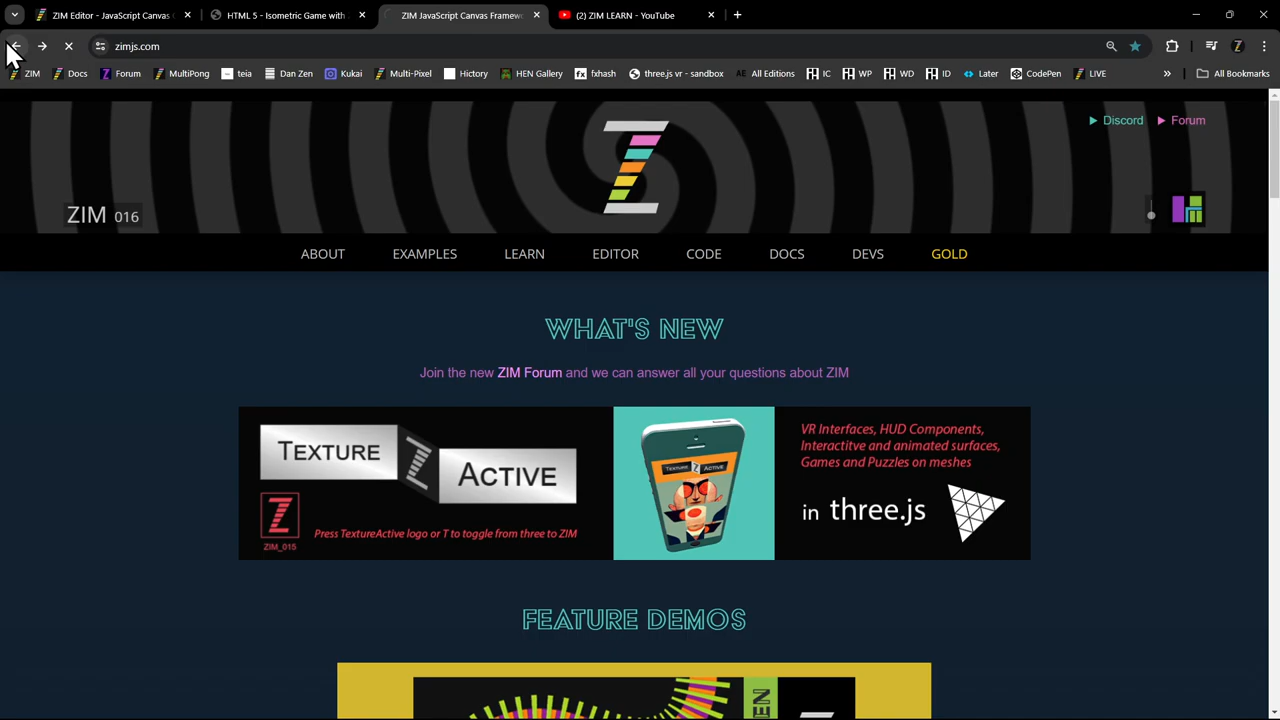 ZIM Editor - JavaScript Canvas
HTML 5 - Isometric Game with
ZIM JavaScript Canvas Framew
(2) ZIM LEARN - YouTube
zimjs.com
ZIM
Docs
Forum
MultiPong
teia
Dan Zen
Kukai
Multi-Pixel
Hictory
HEN Gallery
fx fxhash
three.js vr - sandbox
AE All Editions
IC
WP
WD
ID
Later
CodePen
LIVE
All Bookmarks
Discord
Forum
ZIM 016
ABOUT
EXAMPLES
LEARN
EDITOR
CODE
DOCS
DEVS
GOLD
WHAT'S NEW
Join the new ZIM Forum and we can answer all your questions about ZIM
TEXTURE
ACTIVE
ZIM_015
Press TextureActive logo or T to toggle from three to ZIM
TEXTURE ACTIVE
VR Interfaces, HUD Components,
Interactitve and animated surfaces,
Games and Puzzles on meshes
in three.js
FEATURE DEMOS
EN